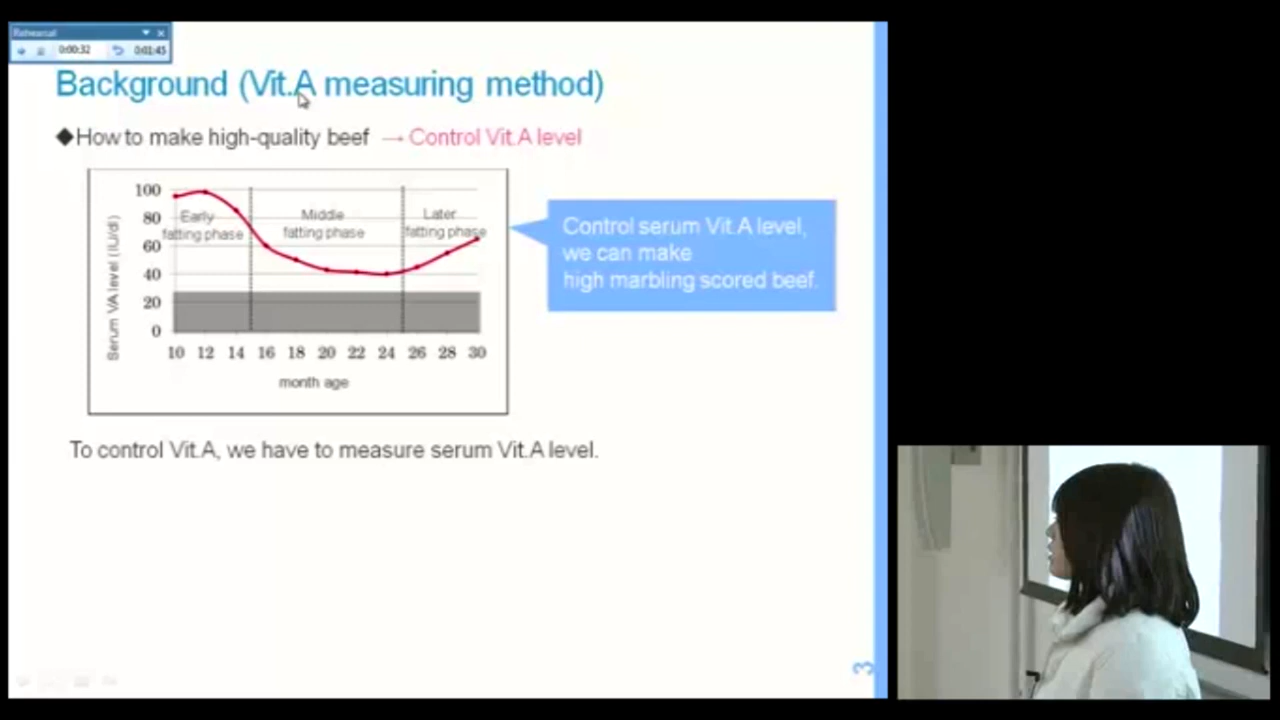 Rehearsal
0:00:32 0:01:45
Background (Vit.A measuring method)
◆How to make high-quality beef → Control Vit.A level
Serum VA level (IU/dl)
100
80
60
40
20
0
Early
fatting phase
Middle
fatting phase
Later
fatting phase
10 12 14 16 18 20 22 24 26 28 30
month age
Control serum Vit.A level,
we can make
high marbling scored beef.
To control Vit.A, we have to measure serum Vit.A level.
3